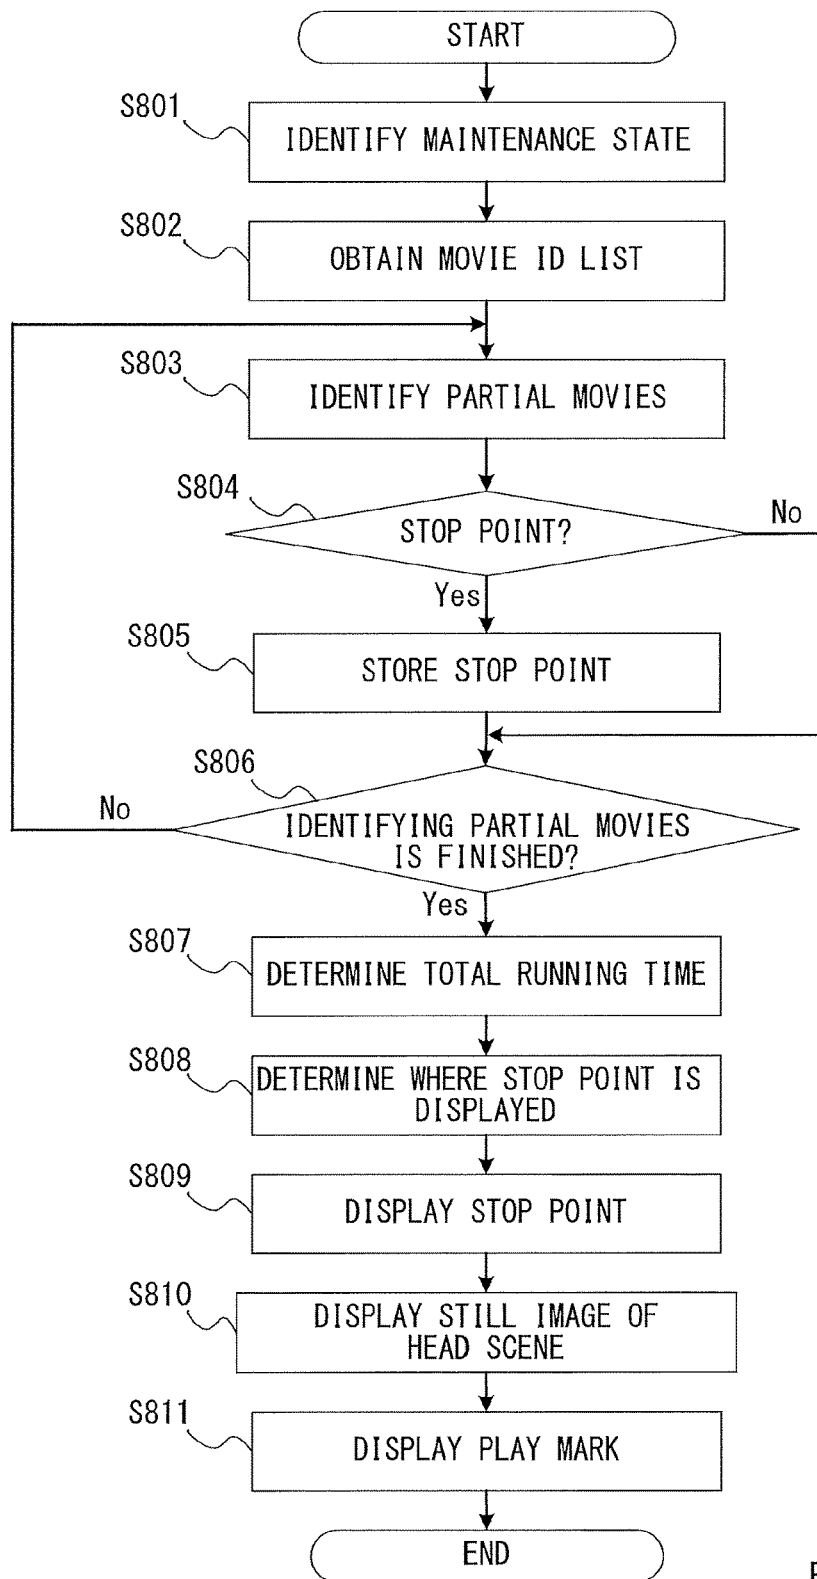 START
S801
IDENTIFY MAINTENANCE STATE
S802
OBTAIN MOVIE ID LIST
S803
IDENTIFY PARTIAL MOVIES
S804
STOP POINT?
No
Yes
S805
STORE STOP POINT
S806
No
IDENTIFYING PARTIAL MOVIES
IS FINISHED?
Yes
S807
DETERMINE TOTAL RUNNING TIME
S808
DETERMINE WHERE STOP POINT IS
DISPLAYED
S809
DISPLAY STOP POINT
S810
DISPLAY STILL IMAGE OF
HEAD SCENE
S811
DISPLAY PLAY MARK
END